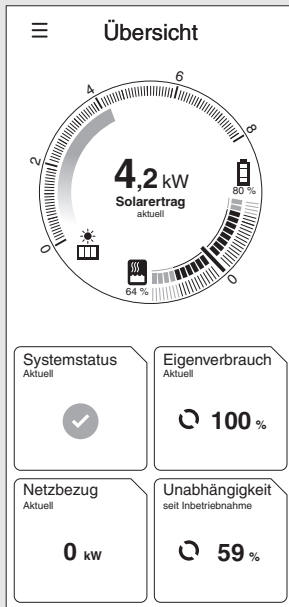 Übersicht
0
2
4
6
8
4,2 kW
Solarertrag
aktuell
80 %
64 %
0
Systemstatus
Aktuell
Eigenverbrauch
Aktuell
100 %
Netzbezug
Aktuell
0 kW
Unabhängigkeit
seit Inbetriebnahme
59 %